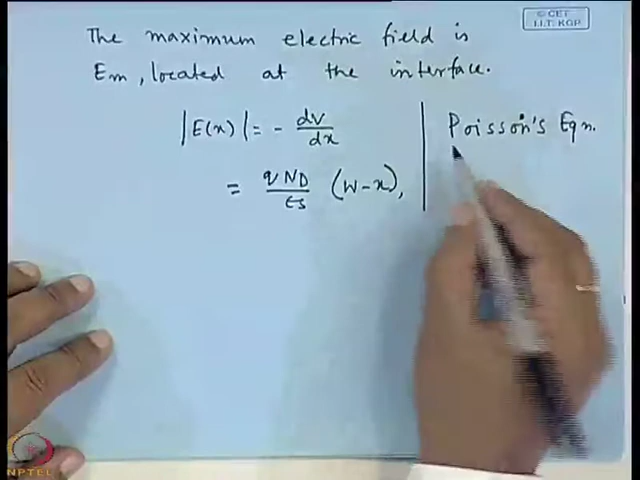 © CET
I.I.T. KGP
The maximum electric field is
Em, located at the interface.
|E(x)| = - dv/dx
= qND/εs (W-x),
Poisson's Eqn.
NPTEL